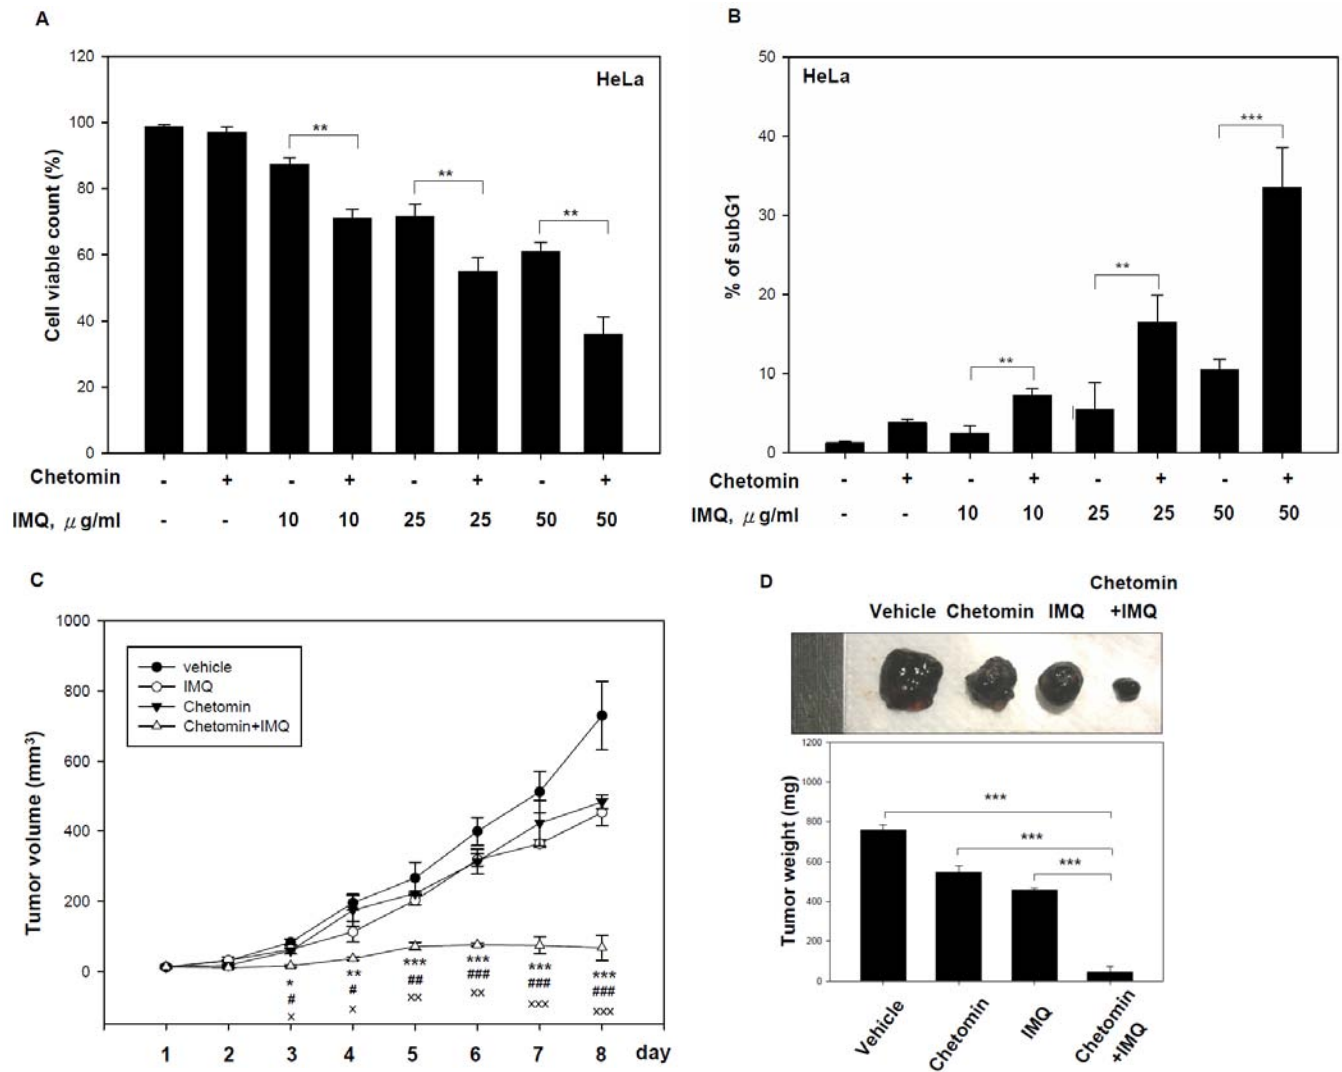 A
Cell viable count (%)
120
100
80
60
40
20
0
HeLa
**
**
**
Chetomin - + - + - + - +
IMQ, μg/ml - - 10 10 25 25 50 50
B
% of subG1
50
40
30
20
10
0
HeLa
**
**
***
Chetomin - + - + - + - +
IMQ, μg/ml - - 10 10 25 25 50 50
C
Tumor volume (mm³)
1000
800
600
400
200
0
vehicle
IMQ
Chetomin
Chetomin+IMQ
* ** *** *** *** ***
# # ## ### ### ###
x x xx xx xxx xxx
1 2 3 4 5 6 7 8 day
D
Chetomin
Vehicle Chetomin IMQ +IMQ
Tumor weight (mg)
1200
1000
800
600
400
200
0
***
***
***
Vehicle
Chetomin
IMQ
Chetomin
+IMQ